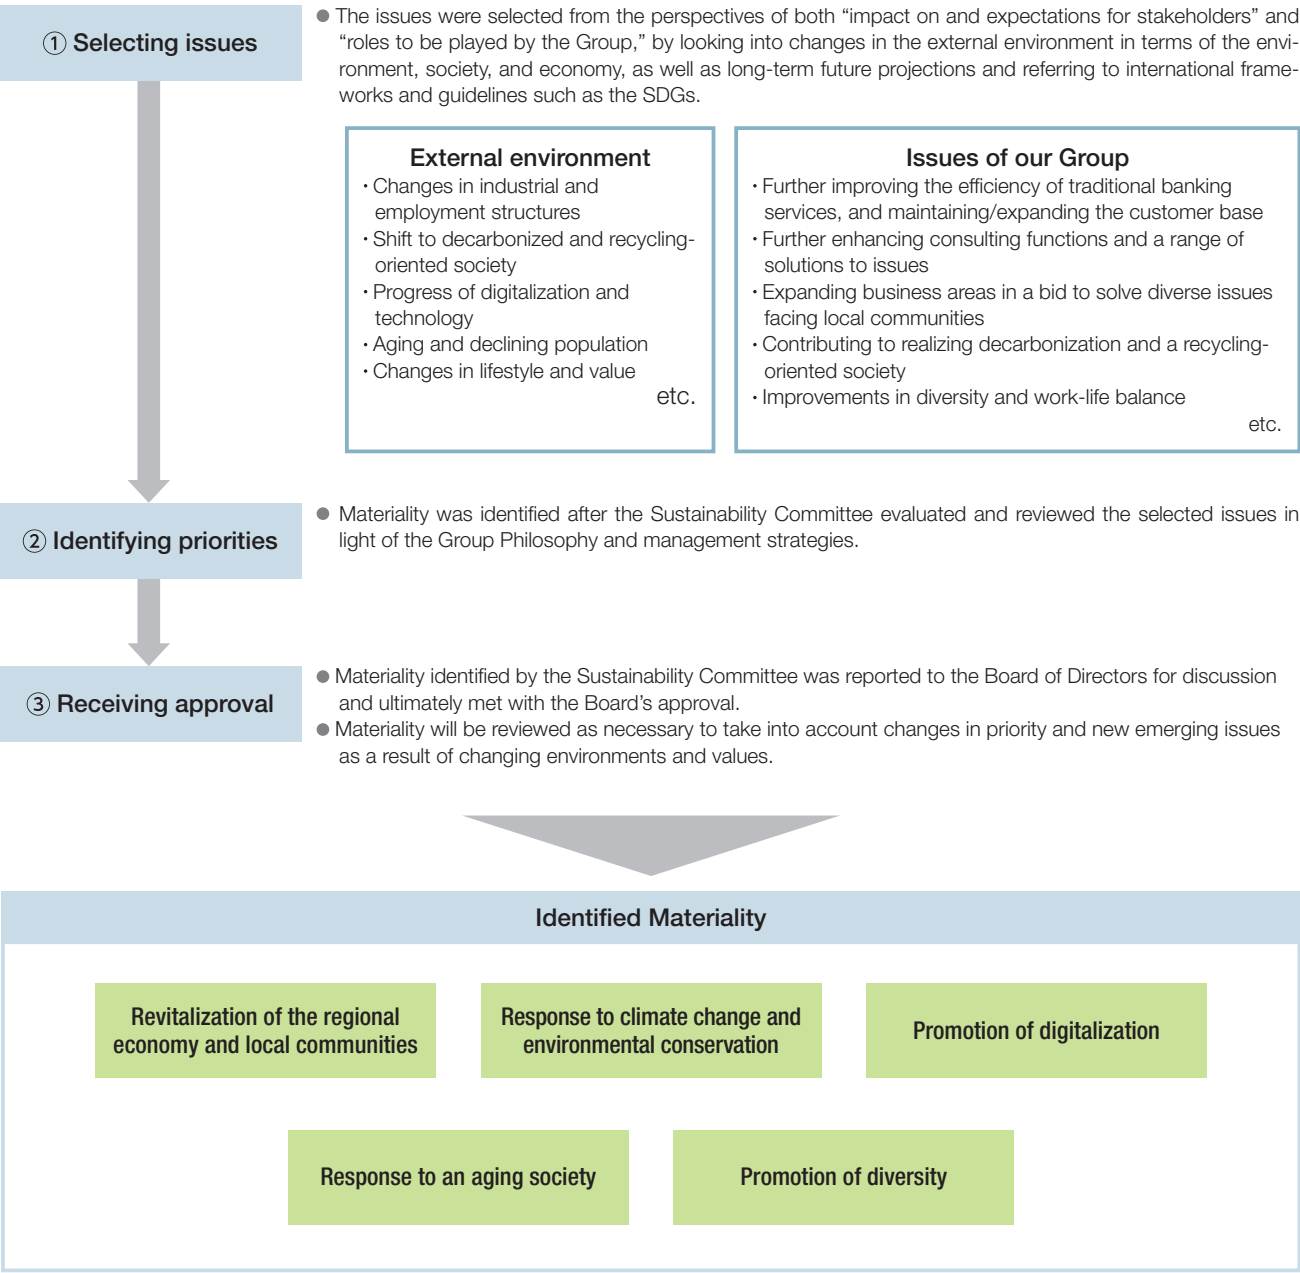 ① Selecting issues
● The issues were selected from the perspectives of both “impact on and expectations for stakeholders” and
“roles to be played by the Group,” by looking into changes in the external environment in terms of the envi-
ronment, society, and economy, as well as long-term future projections and referring to international frame-
works and guidelines such as the SDGs.
External environment
・Changes in industrial and
employment structures
・Shift to decarbonized and recycling-
oriented society
・Progress of digitalization and
technology
・Aging and declining population
・Changes in lifestyle and value
etc.
Issues of our Group
・Further improving the efficiency of traditional banking
services, and maintaining/expanding the customer base
・Further enhancing consulting functions and a range of
solutions to issues
・Expanding business areas in a bid to solve diverse issues
facing local communities
・Contributing to realizing decarbonization and a recycling-
oriented society
・Improvements in diversity and work-life balance
etc.
② Identifying priorities
● Materiality was identified after the Sustainability Committee evaluated and reviewed the selected issues in
light of the Group Philosophy and management strategies.
③ Receiving approval
● Materiality identified by the Sustainability Committee was reported to the Board of Directors for discussion
and ultimately met with the Board’s approval.
● Materiality will be reviewed as necessary to take into account changes in priority and new emerging issues
as a result of changing environments and values.
Identified Materiality
Revitalization of the regional
economy and local communities
Response to climate change and
environmental conservation
Promotion of digitalization
Response to an aging society
Promotion of diversity